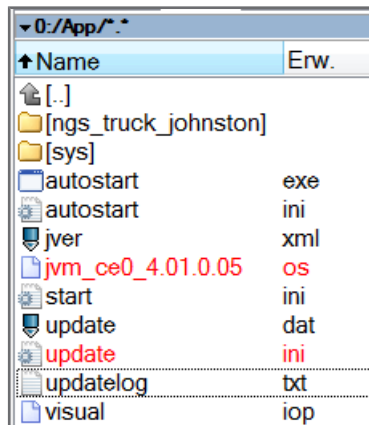 0:/App/*.*
Name Erw.
[..]
[ngs_truck_johnston]
[sys]
autostart exe
autostart ini
jver xml
jvm_ce0_4.01.0.05 os
start ini
update dat
update ini
updatelog txt
visual iop